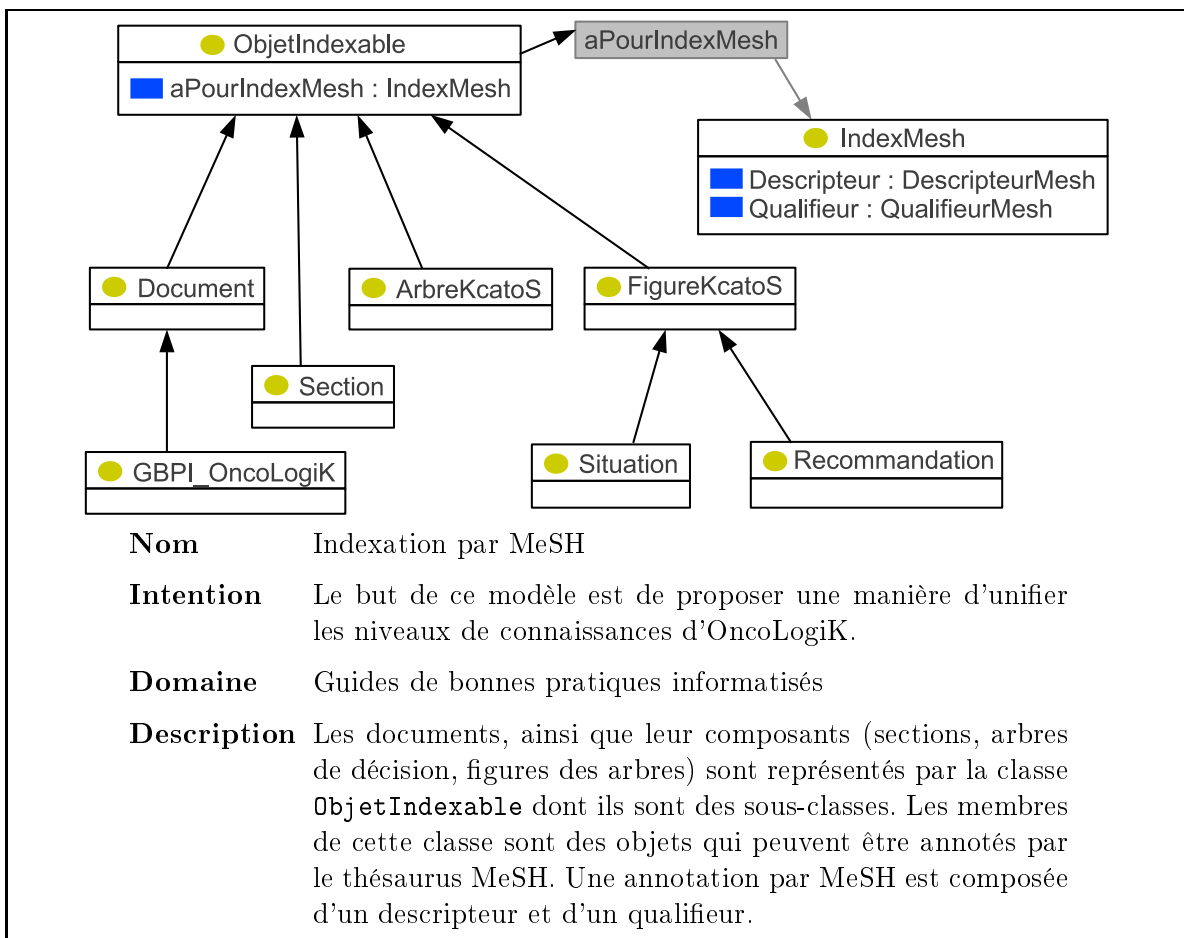 ObjetIndexable
aPourIndexMesh : IndexMesh
aPourIndexMesh
IndexMesh
Descripteur : DescripteurMesh
Qualifieur : QualifieurMesh
Document
ArbreKcatoS
FigureKcatoS
Section
GBPI_OncoLogiK
Situation
Recommandation
Nom Indexation par MeSH
Intention Le but de ce modèle est de proposer une manière d'unifier
les niveaux de connaissances d'OncoLogiK.
Domaine Guides de bonnes pratiques informatisés
Description Les documents, ainsi que leur composants (sections, arbres
de décision, figures des arbres) sont représentés par la classe
ObjetIndexable dont ils sont des sous-classes. Les membres
de cette classe sont des objets qui peuvent être annotés par
le thésaurus MeSH. Une annotation par MeSH est composée
d'un descripteur et d'un qualifieur.